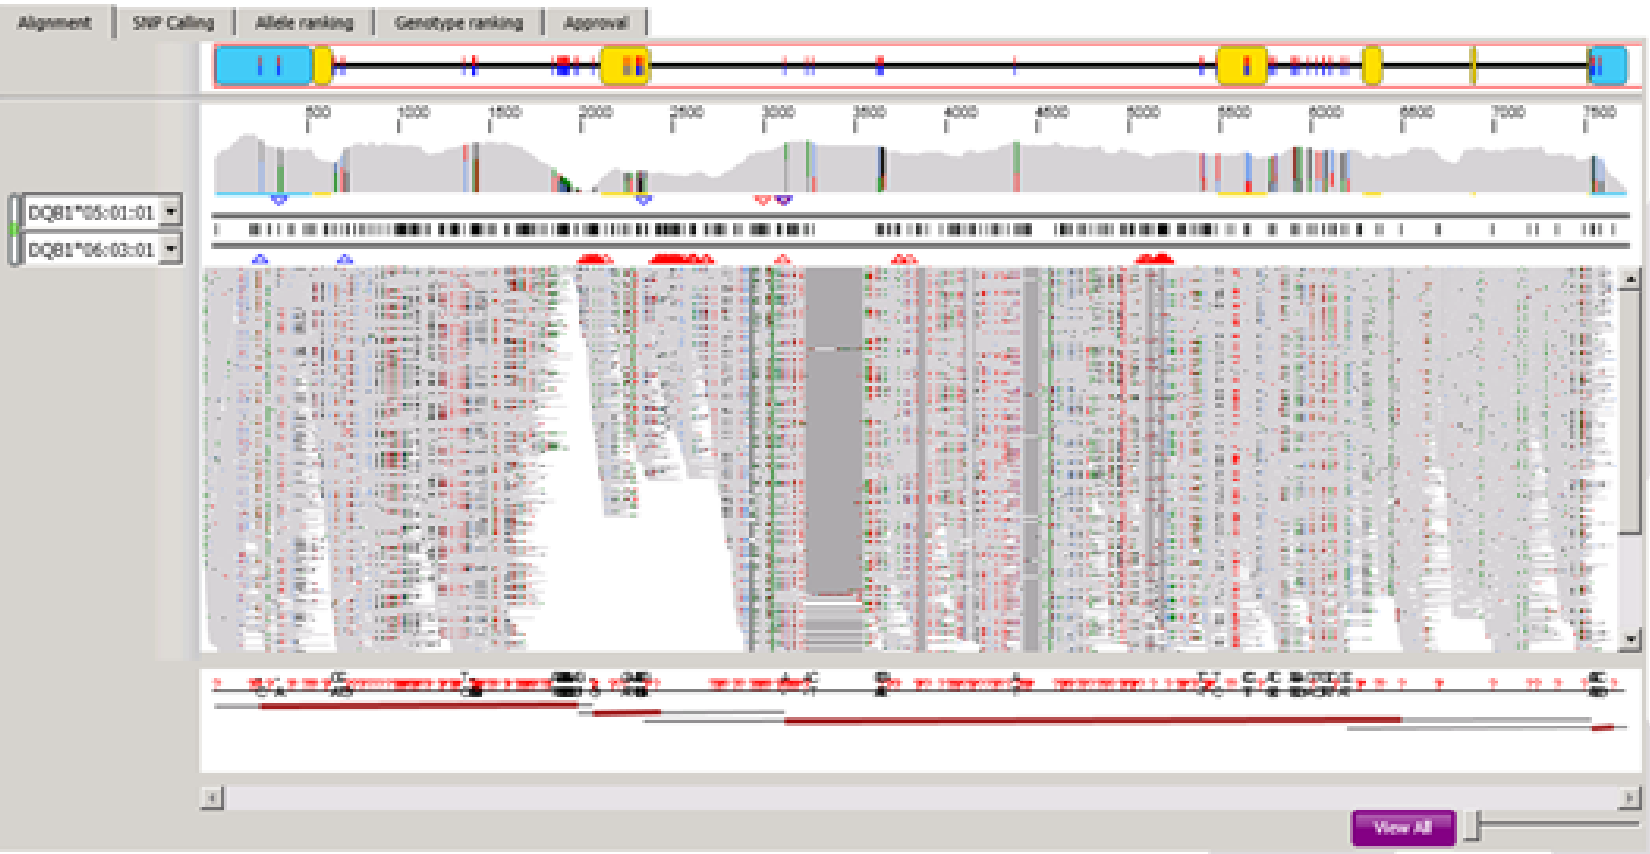 Alignment SNP Calling Allele ranking Genotype ranking Approval
500 1000 1500 2000 2500 3000 3500 4000 4500 5000 5500 6000 6500 7000 7500
DQB1*05:01:01
DQB1*06:03:01
View All